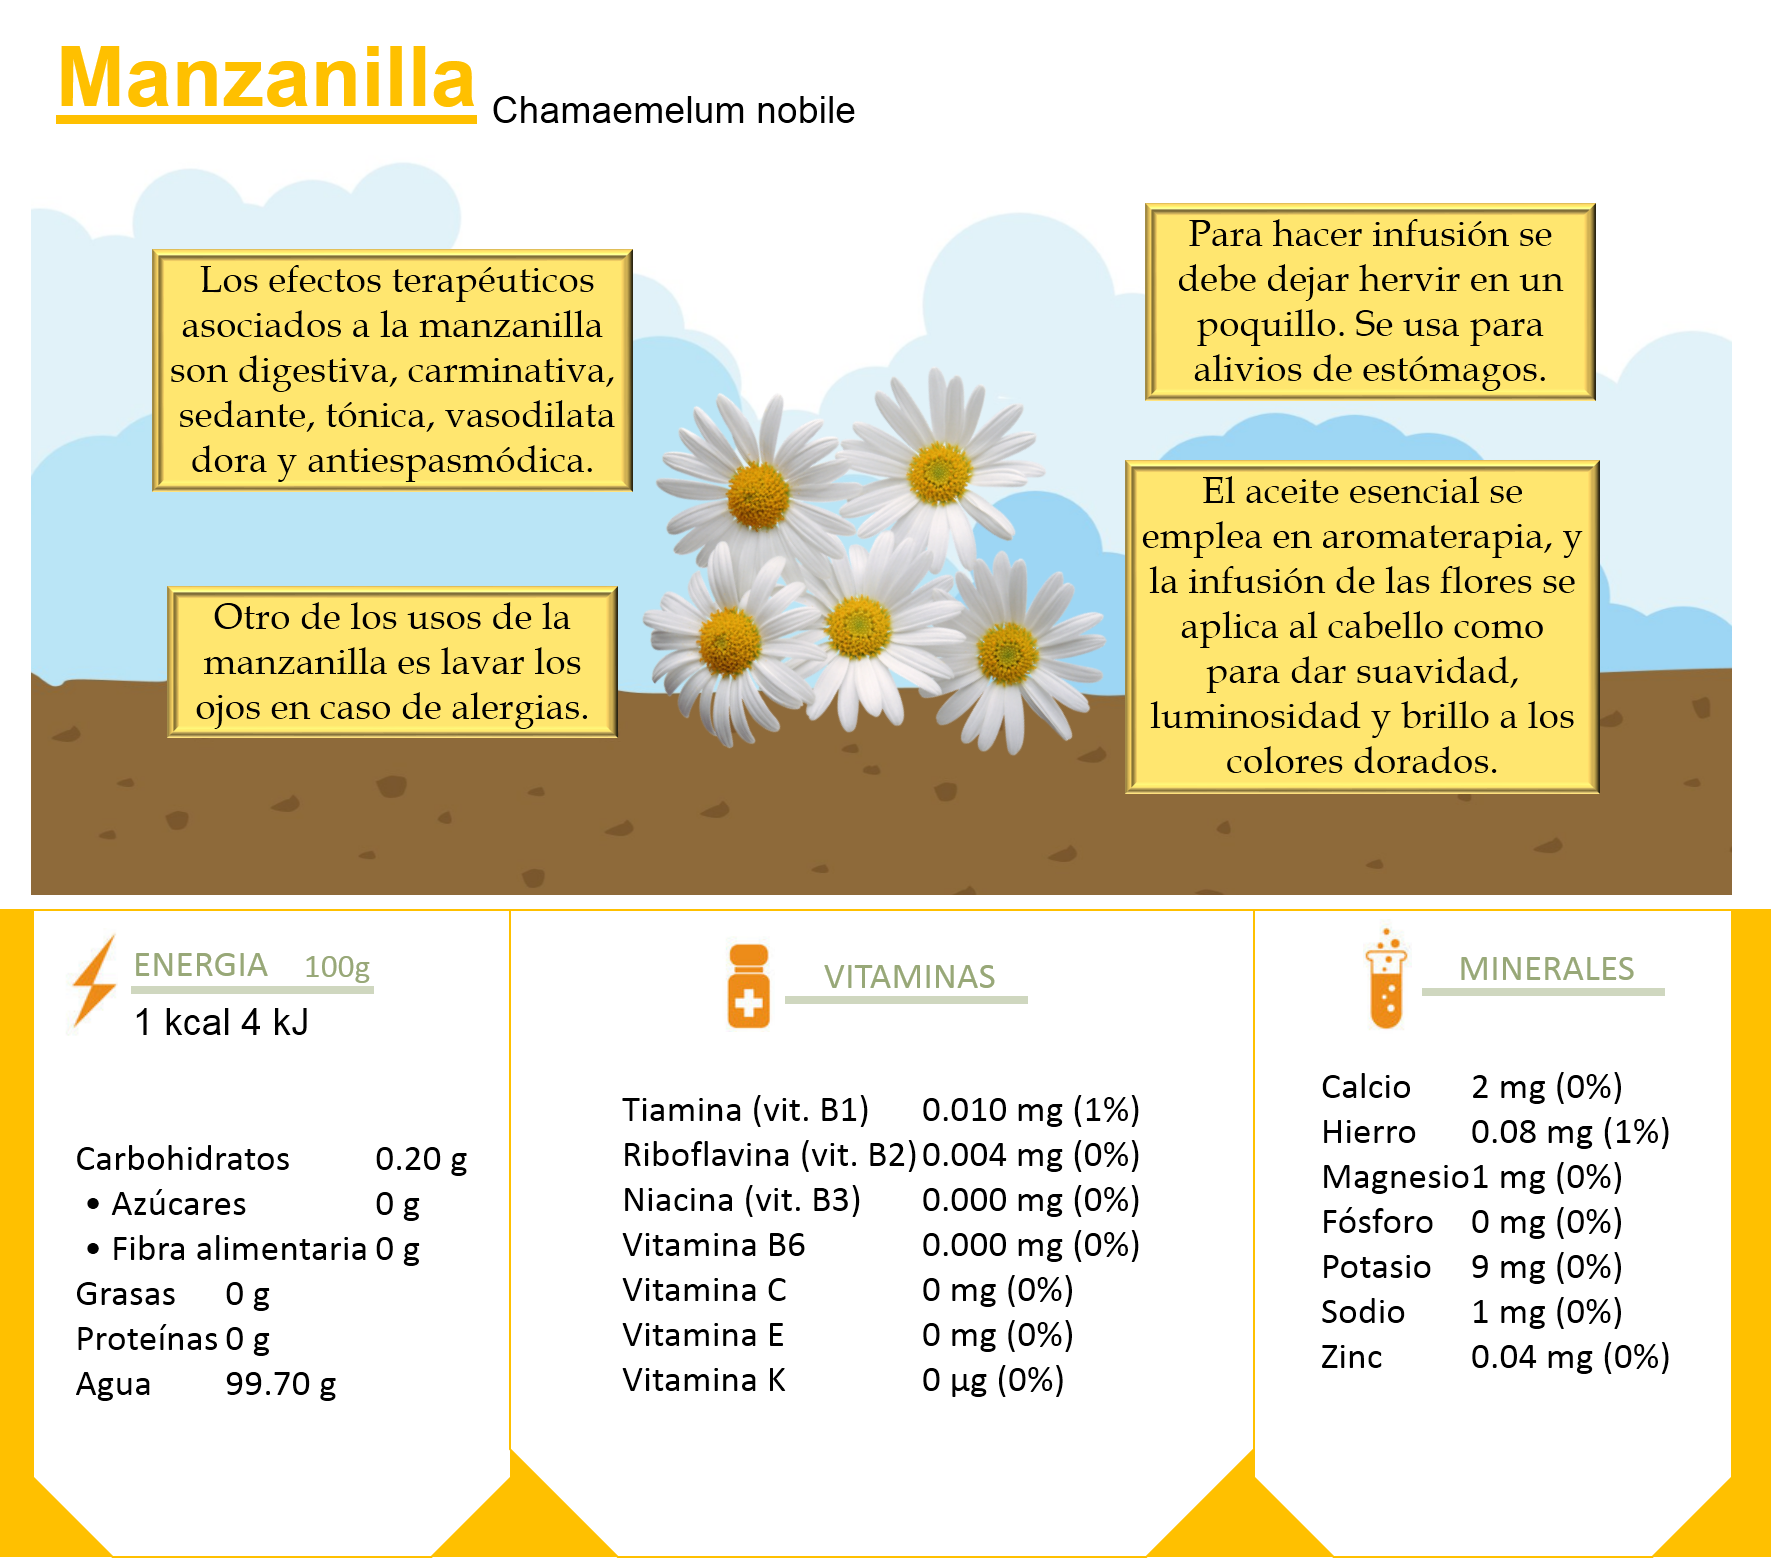 Manzanilla Chamaemelum nobile
Los efectos terapéuticos
asociados a la manzanilla
son digestiva, carminativa,
sedante, tónica, vasodilata
dora y antiespasmódica.
Otro de los usos de la
manzanilla es lavar los
ojos en caso de alergias.
Para hacer infusión se
debe dejar hervir en un
poquillo. Se usa para
alivios de estómagos.
El aceite esencial se
emplea en aromaterapia, y
la infusión de las flores se
aplica al cabello como
para dar suavidad,
luminosidad y brillo a los
colores dorados.
ENERGIA 100g
1 kcal 4 kJ
Carbohidratos 0.20 g
• Azúcares 0 g
• Fibra alimentaria 0 g
Grasas 0 g
Proteínas 0 g
Agua 99.70 g
VITAMINAS
Tiamina (vit. B1) 0.010 mg (1%)
Riboflavina (vit. B2) 0.004 mg (0%)
Niacina (vit. B3) 0.000 mg (0%)
Vitamina B6 0.000 mg (0%)
Vitamina C 0 mg (0%)
Vitamina E 0 mg (0%)
Vitamina K 0 μg (0%)
MINERALES
Calcio 2 mg (0%)
Hierro 0.08 mg (1%)
Magnesio 1 mg (0%)
Fósforo 0 mg (0%)
Potasio 9 mg (0%)
Sodio 1 mg (0%)
Zinc 0.04 mg (0%)